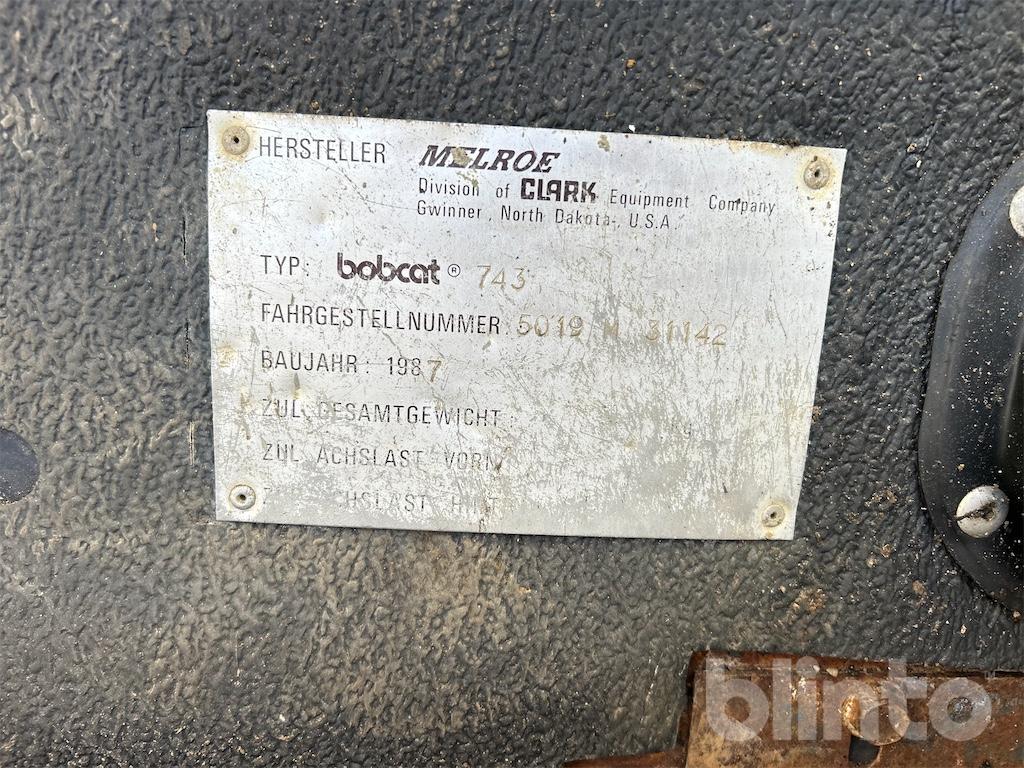 HERSTELLER MELROE
Division of CLARK Equipment Company
Gwinner, North Dakota, U.S.A.
TYP: bobcat® 743
FAHRGESTELLNUMMER: 5019 M 31142
BAUJAHR: 1987
ZUL. GESAMTGEWICHT: kg
ZUL ACHSLAST VORN
blinto